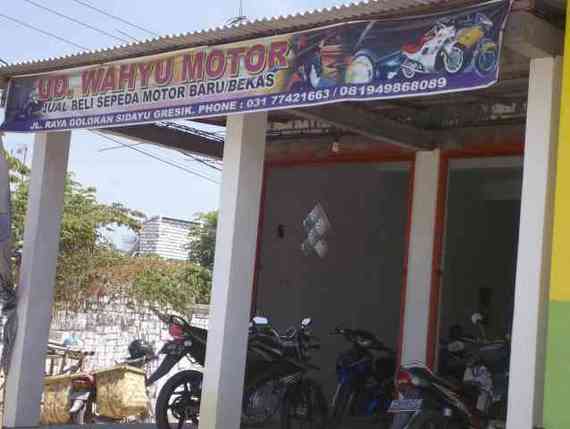 UD. WAHYU MOTOR
JUAL BELI SEPEDA MOTOR BARU/BEKAS
JL. RAYA GOLOKAN SIDAYU GRESIK. PHONE : 031 77421663 / 081949868089